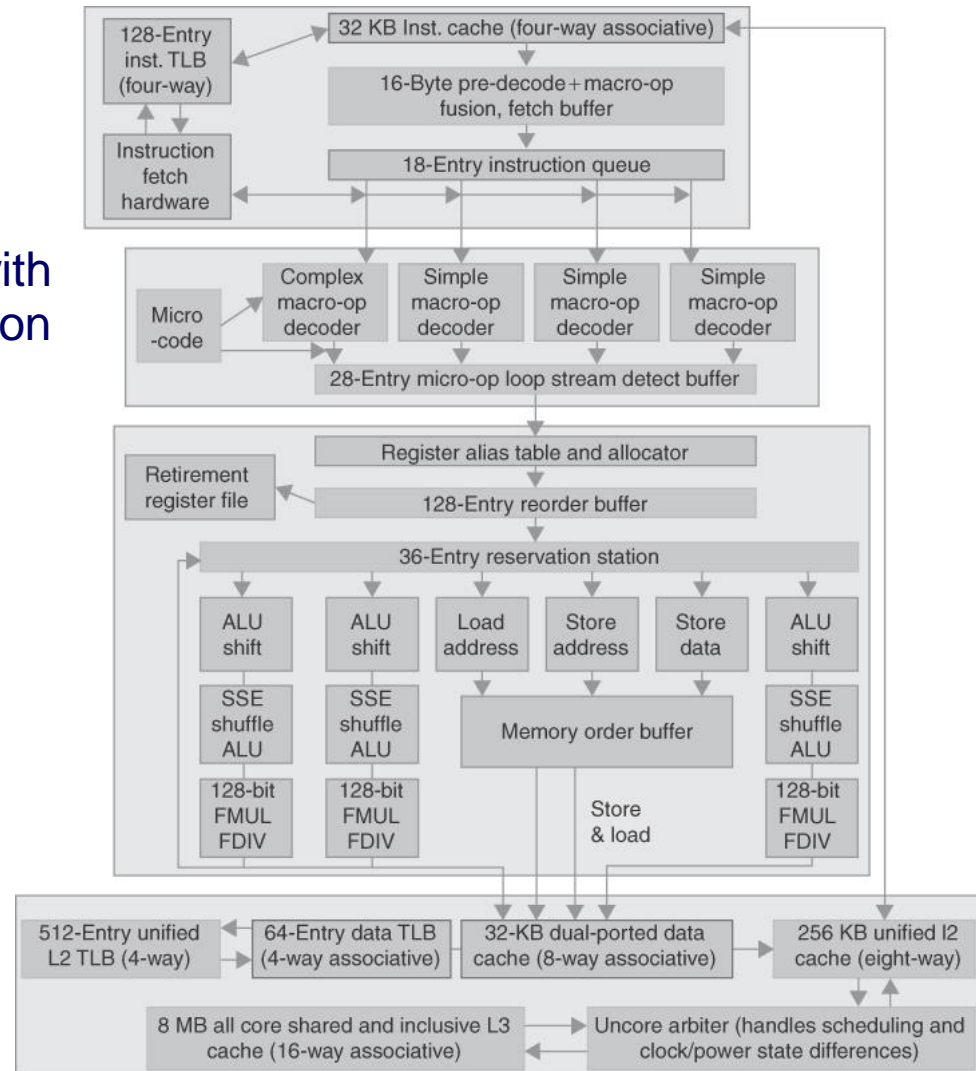 128-Entry
inst. TLB
(four-way)
32 KB Inst. cache (four-way associative)
16-Byte pre-decode+macro-op
fusion, fetch buffer
Instruction
fetch
hardware
18-Entry instruction queue
with
on
Micro
-code
Complex
macro-op
decoder
Simple
macro-op
decoder
Simple
macro-op
decoder
Simple
macro-op
decoder
28-Entry micro-op loop stream detect buffer
Register alias table and allocator
Retirement
register file
128-Entry reorder buffer
36-Entry reservation station
ALU
shift
ALU
shift
Load
address
Store
address
Store
data
ALU
shift
SSE
shuffle
ALU
SSE
shuffle
ALU
Memory order buffer
SSE
shuffle
ALU
128-bit
FMUL
FDIV
128-bit
FMUL
FDIV
Store
& load
128-bit
FMUL
FDIV
512-Entry unified
L2 TLB (4-way)
64-Entry data TLB
(4-way associative)
32-KB dual-ported data
cache (8-way associative)
256 KB unified l2
cache (eight-way)
8 MB all core shared and inclusive L3
cache (16-way associative)
Uncore arbiter (handles scheduling and
clock/power state differences)